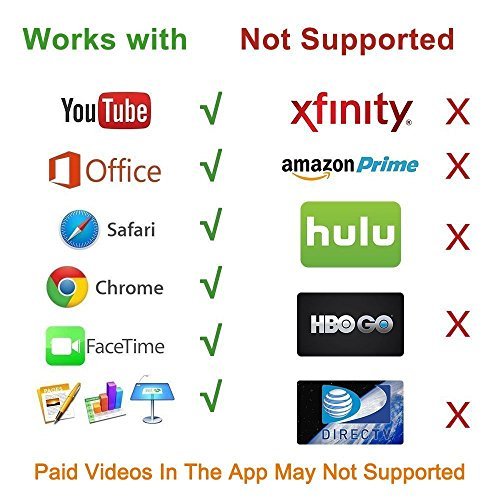 Works with
Not Supported
YouTube
√
xfinity®
X
Office
√
amazon Prime
X
Safari
√
hulu
X
Chrome
√
HBO GO
X
FaceTime
√
PAGES
√
DIRECTV
X
Paid Videos In The App May Not Supported